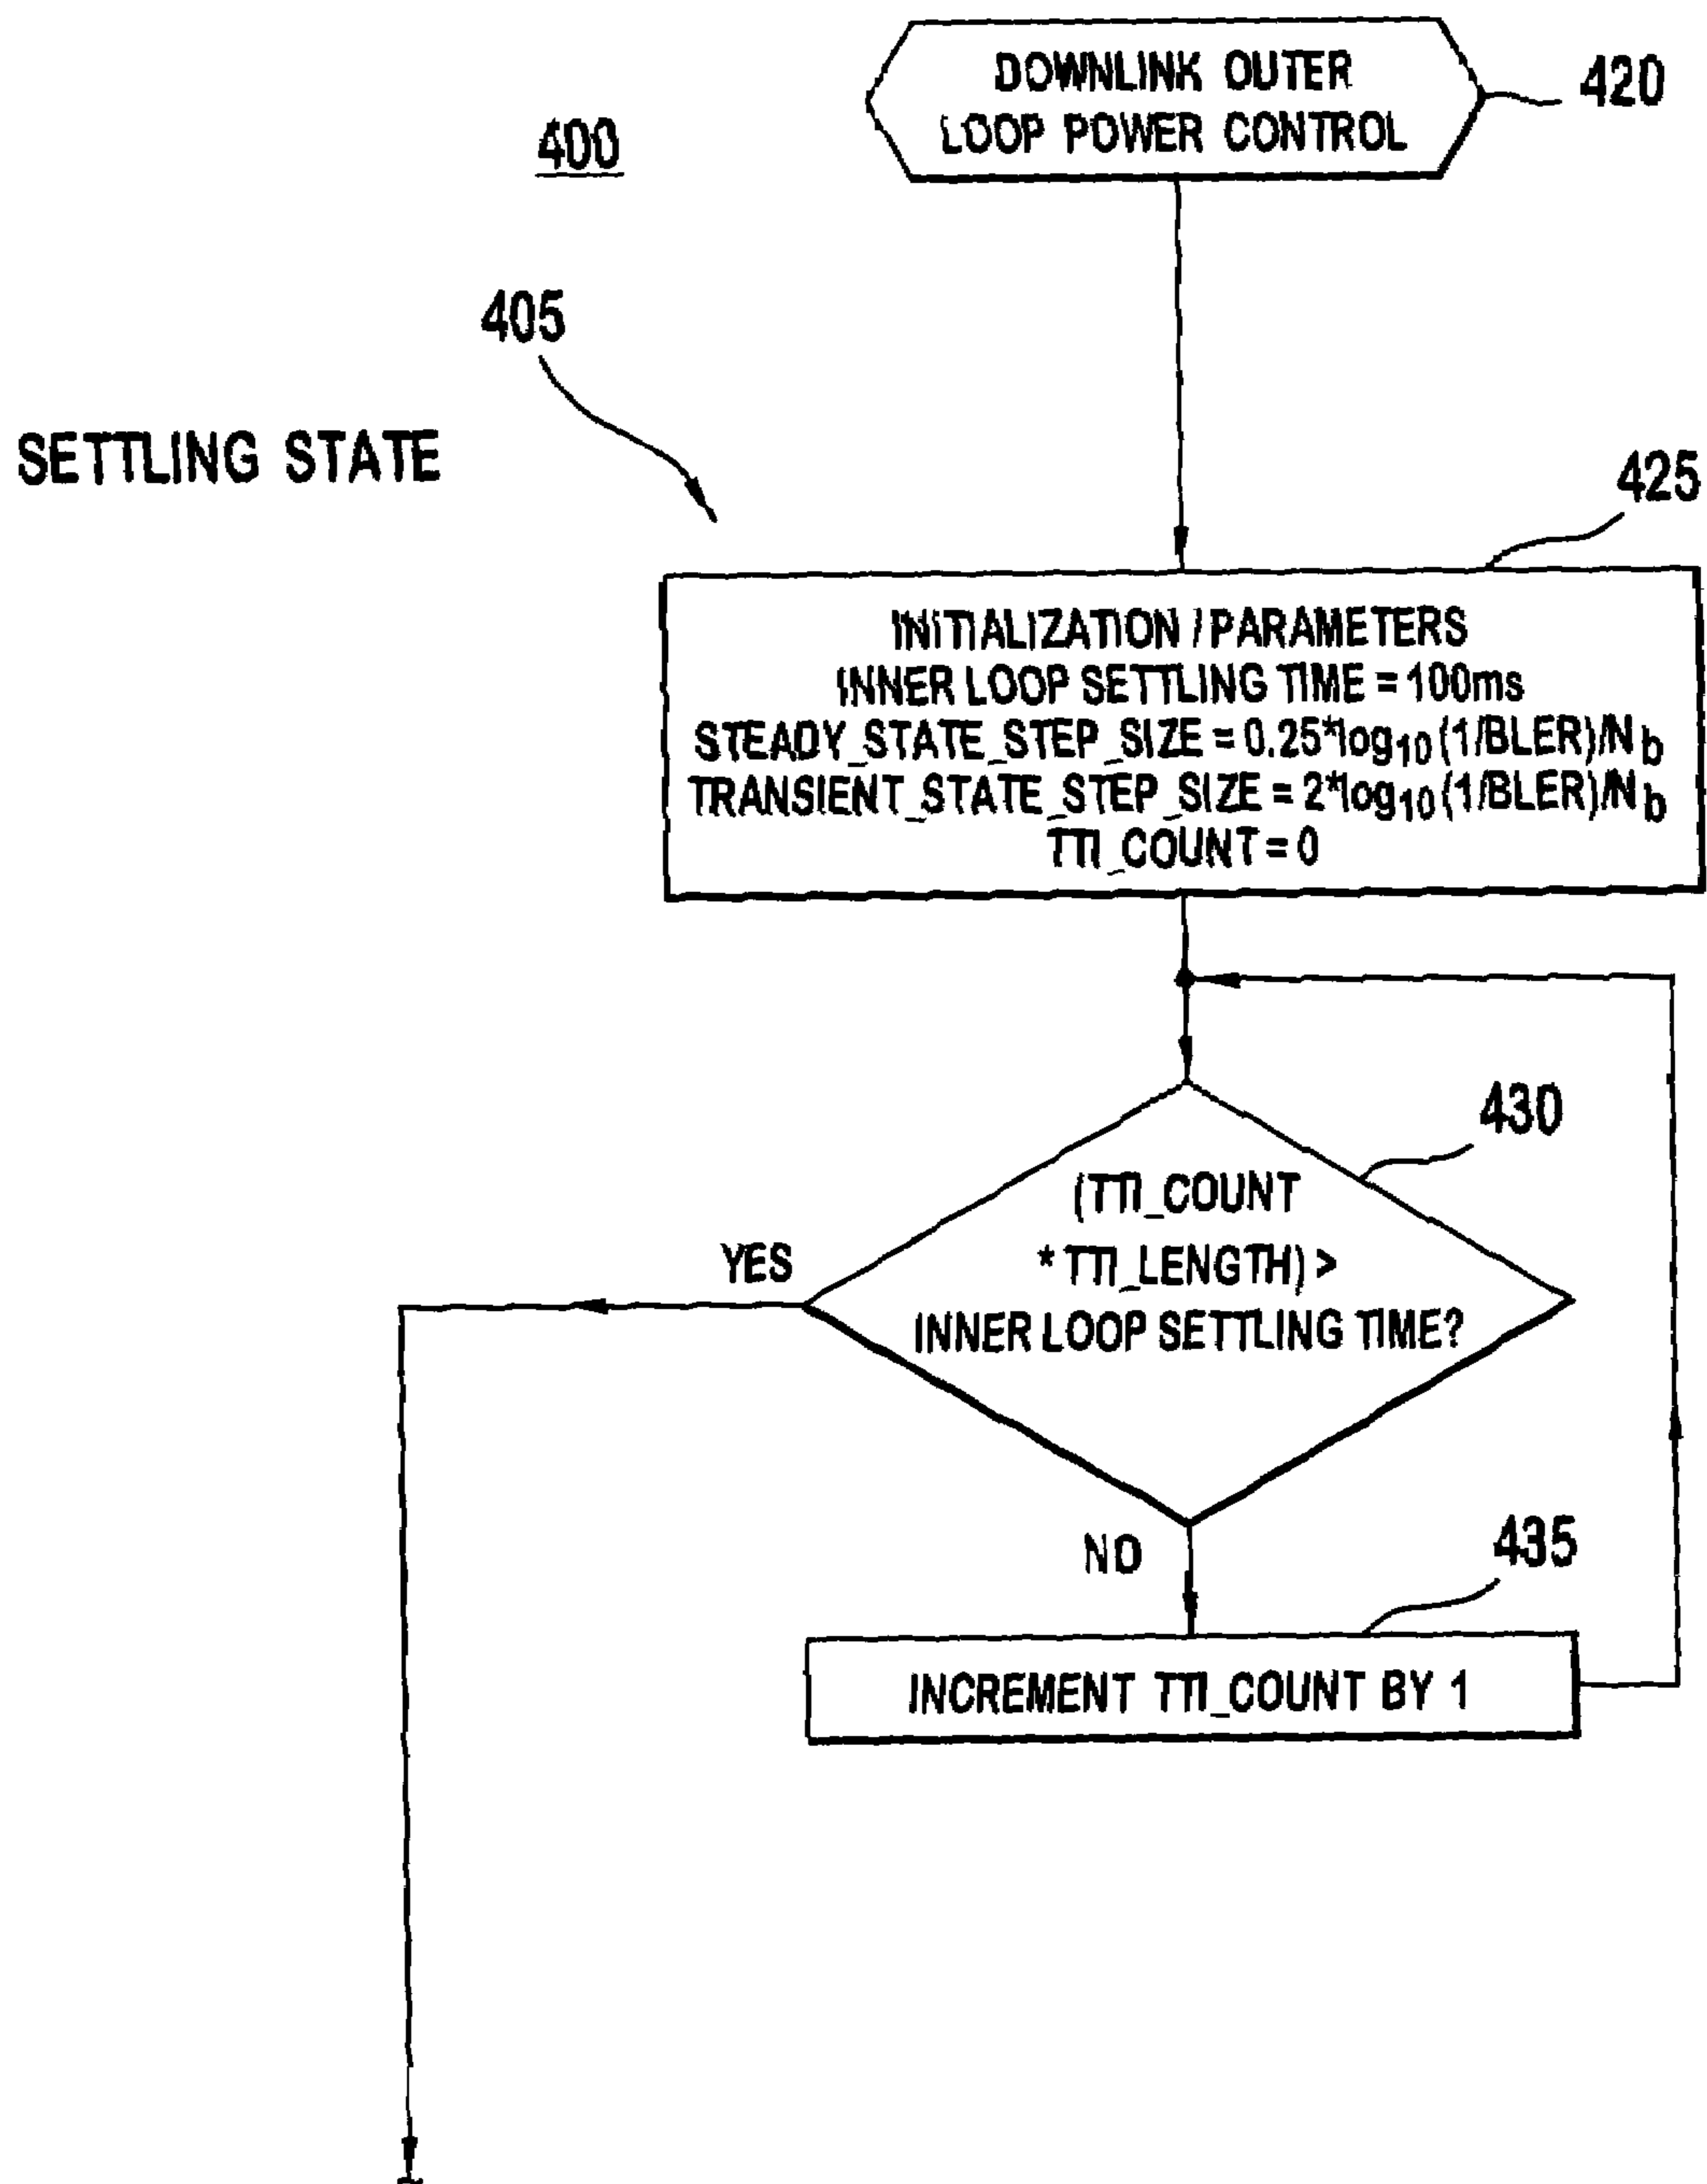 DOWNLINK OUTER
LOOP POWER CONTROL
420
400
405
SETTLING STATE
425
INITIALIZATION / PARAMETERS
INNER LOOP SETTLING TIME = 100ms
STEADY_STATE_STEP_SIZE = 0.25*log10(1/BLER)/Nb
TRANSIENT_STATE_STEP_SIZE = 2*log10(1/BLER)/Nb
TTI_COUNT = 0
430
(TTI_COUNT
* TTI_LENGTH) >
INNER LOOP SETTLING TIME?
YES
NO
435
INCREMENT TTI_COUNT BY 1